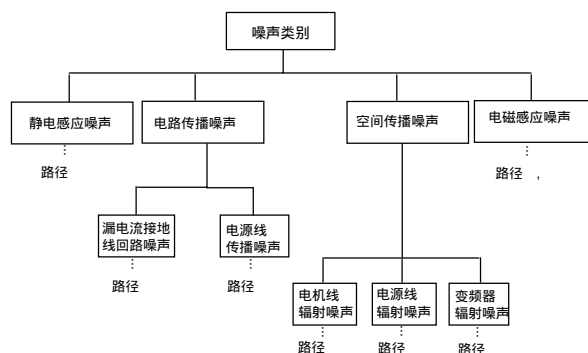 噪声类别
静电感应噪声
电路传播噪声
空间传播噪声
电磁感应噪声
路径
路径 ,
漏电流接地
线回路噪声
电源线
传播噪声
路径
路径
电机线
辐射噪声
电源线
辐射噪声
变频器
辐射噪声
路径
路径
路径